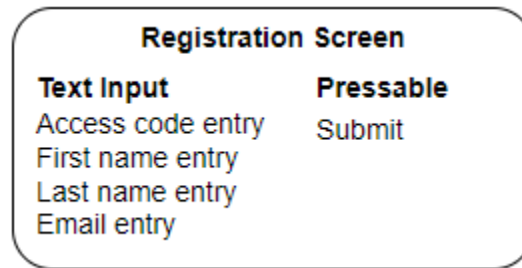 Registration Screen
Text Input
Access code entry
First name entry
Last name entry
Email entry
Pressable
Submit